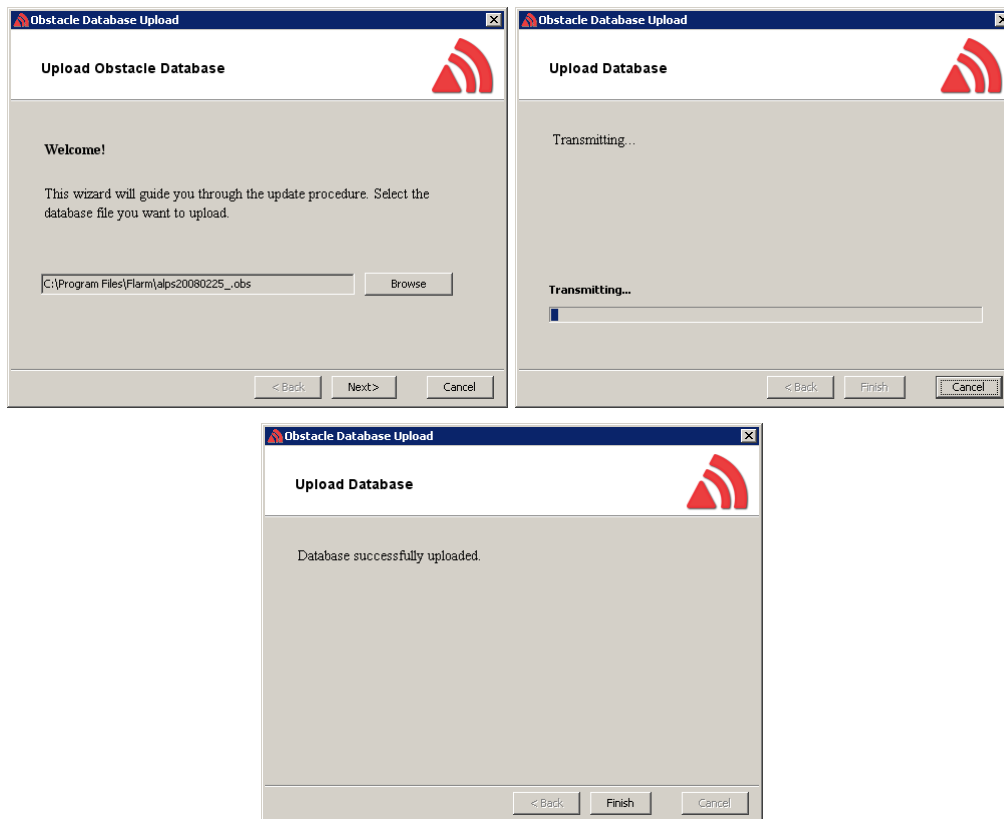 Obstacle Database Upload
Upload Obstacle Database
Welcome!
This wizard will guide you through the update procedure. Select the
database file you want to upload.
C:\Program Files\Flarm\alps20080225_.obs
Browse
< Back
Next>
Cancel
Obstacle Database Upload
Upload Database
Transmitting...
Transmitting...
< Back
Finish
Cancel
Obstacle Database Upload
Upload Database
Database successfully uploaded.
< Back
Finish
Cancel